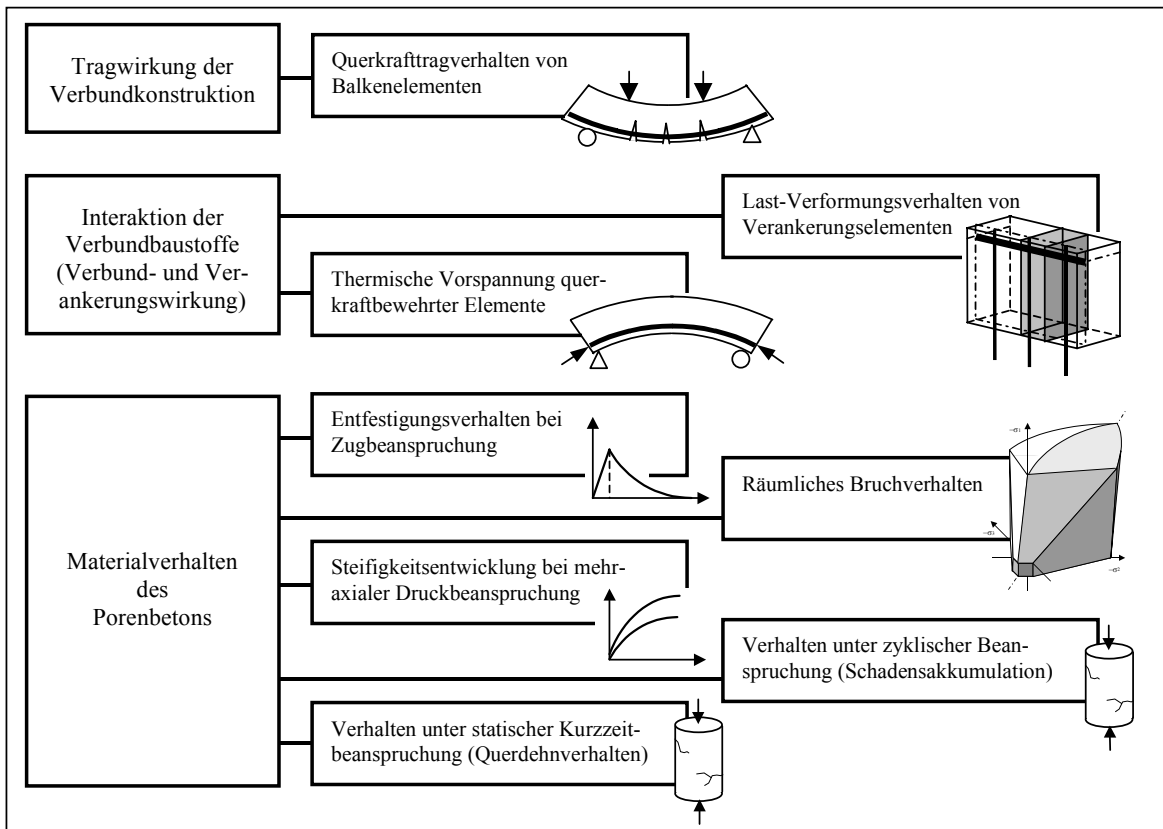 Tragwirkung der
Verbundkonstruktion
Querkrafttragverhalten von
Balkenelementen
Interaktion der
Verbundbaustoffe
(Verbund- und Ver-
ankerungswirkung)
Last-Verformungsverhalten von
Verankerungselementen
Thermische Vorspannung quer-
kraftbewehrter Elemente
Materialverhalten
des
Porenbetons
Entfestigungsverhalten bei
Zugbeanspruchung
Räumliches Bruchverhalten
Steifigkeitsentwicklung bei mehr-
axialer Druckbeanspruchung
Verhalten unter zyklischer Bean-
spruchung (Schadensakkumulation)
Verhalten unter statischer Kurzzeit-
beanspruchung (Querdehnverhalten)